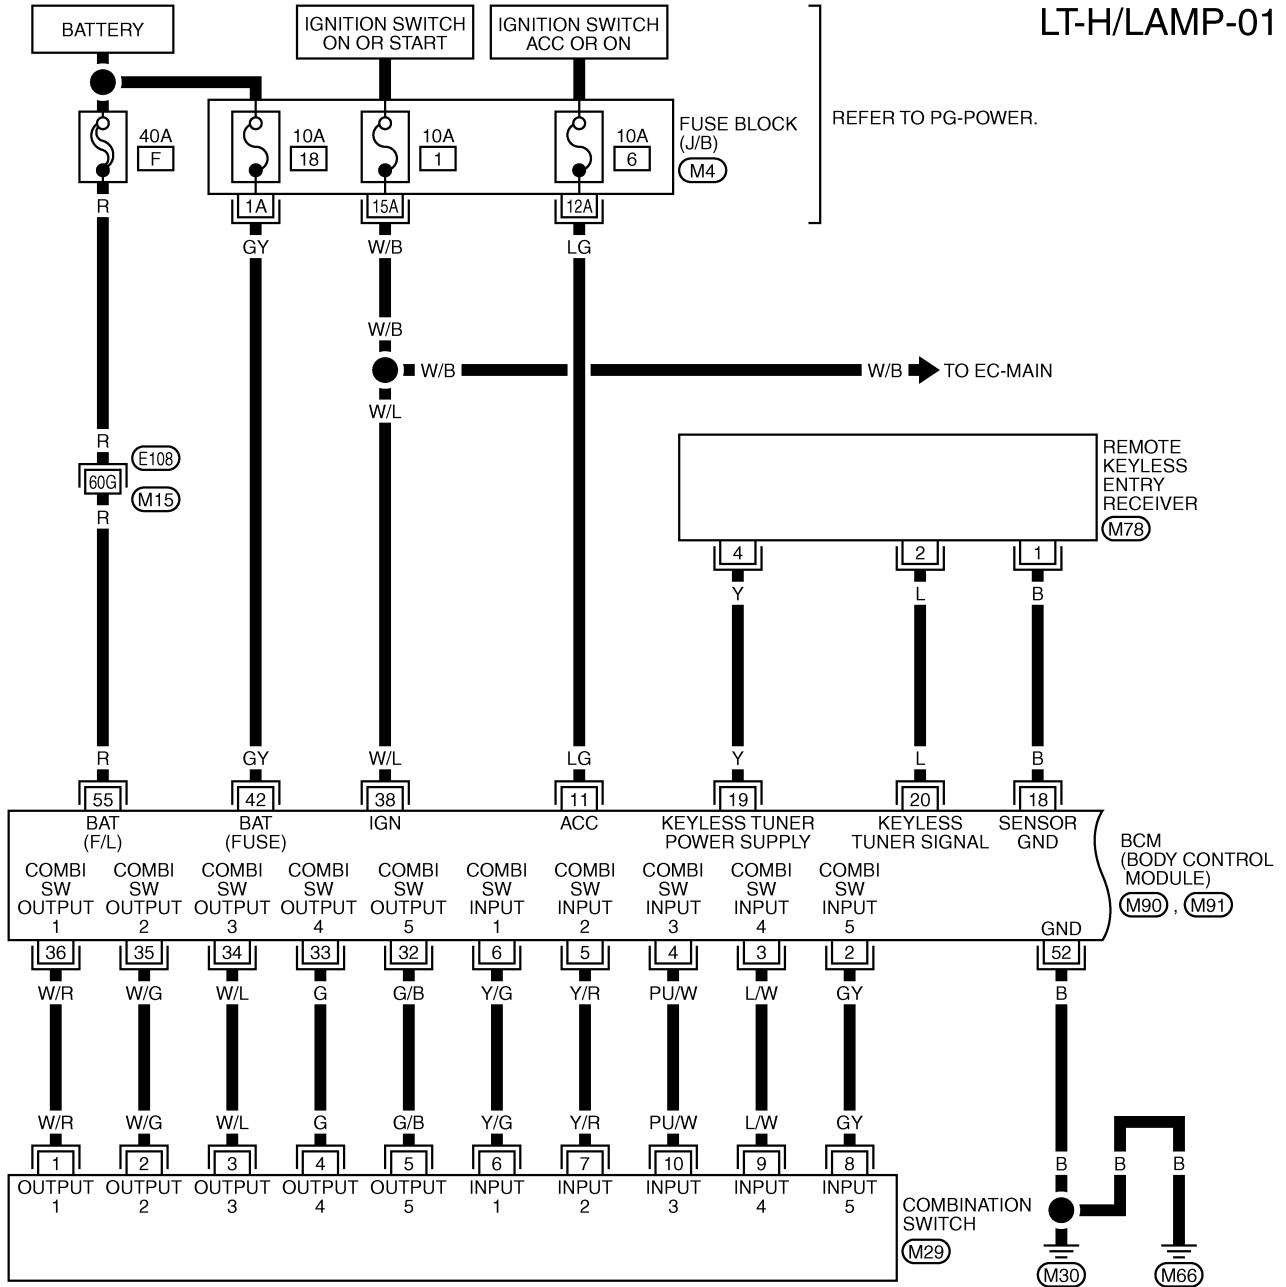 LT-H/LAMP-01
BATTERY
IGNITION SWITCH
ON OR START
IGNITION SWITCH
ACC OR ON
REFER TO PG-POWER.
40A
F
10A
18
10A
1
10A
6
FUSE BLOCK
(J/B)
M4
1A
15A
12A
R
GY
W/B
LG
W/B
W/B
W/B
TO EC-MAIN
W/L
R
E108
60G
M15
R
REMOTE
KEYLESS
ENTRY
RECEIVER
M78
4
2
1
Y
L
B
R
GY
W/L
LG
Y
L
B
55
42
38
11
19
20
18
BAT
(F/L)
BAT
(FUSE)
IGN
ACC
KEYLESS TUNER
POWER SUPPLY
KEYLESS
TUNER SIGNAL
SENSOR
GND
BCM
(BODY CONTROL
MODULE)
M90 , M91
COMBI
SW
OUTPUT
1
COMBI
SW
OUTPUT
2
COMBI
SW
OUTPUT
3
COMBI
SW
OUTPUT
4
COMBI
SW
OUTPUT
5
COMBI
SW
INPUT
1
COMBI
SW
INPUT
2
COMBI
SW
INPUT
3
COMBI
SW
INPUT
4
COMBI
SW
INPUT
5
GND
36
35
34
33
32
6
5
4
3
2
52
W/R
W/G
W/L
G
G/B
Y/G
Y/R
PU/W
L/W
GY
B
W/R
W/G
W/L
G
G/B
Y/G
Y/R
PU/W
L/W
GY
1
2
3
4
5
6
7
10
9
8
B
B
B
OUTPUT
1
OUTPUT
2
OUTPUT
3
OUTPUT
4
OUTPUT
5
INPUT
1
INPUT
2
INPUT
3
INPUT
4
INPUT
5
COMBINATION
SWITCH
M29
M30
M66